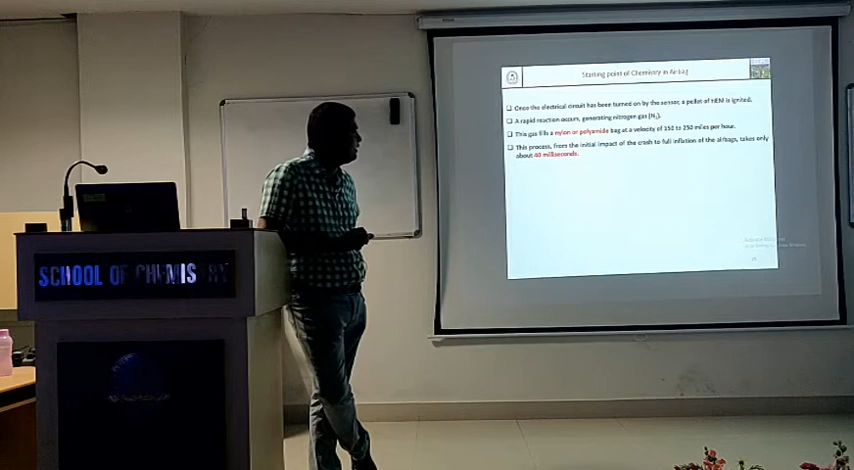 Starting point of Chemistry in Airbag
Once the electrical circuit has been turned on by the sensor, a pellet of HEM is ignited.
A rapid reaction occurs, generating nitrogen gas (N₂).
This gas fills a nylon or polyamide bag at a velocity of 150 to 250 miles per hour.
This process, from the initial impact of the crash to full inflation of the airbags, takes only
about 40 milliseconds.
SCHOOL OF CHEMISTRY